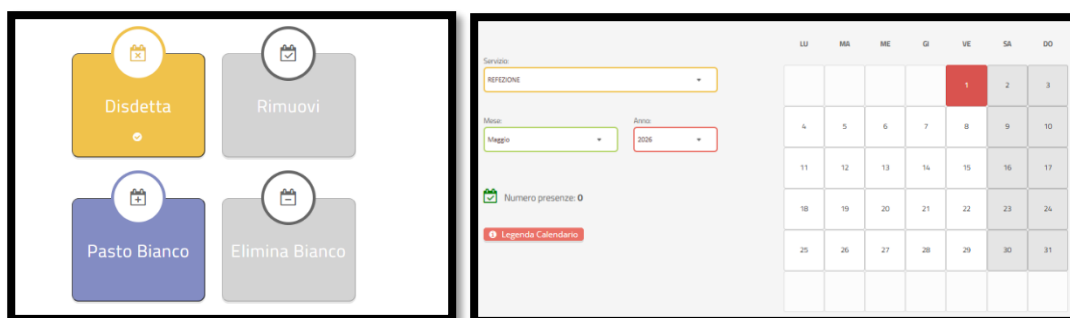 Disdetta
Rimuovi
Pasto Bianco
Elimina Bianco
Servizio:
REFEZIONE
Mese:
Anno:
Maggio
2026
Numero presenze: 0
Legenda Calendario
LU MA ME GI VE SA DO
1 2 3
4 5 6 7 8 9 10
11 12 13 14 15 16 17
18 19 20 21 22 23 24
25 26 27 28 29 30 31